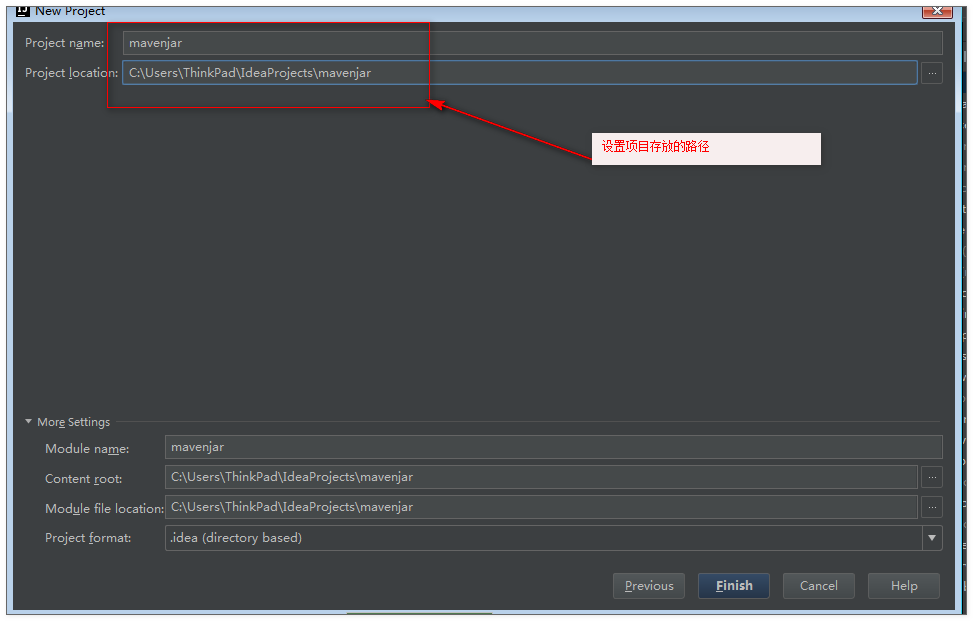 New Project
Project name: mavenjar
Project location: C:\Users\ThinkPad\IdeaProjects\mavenjar ...
设置项目存放的路径
More Settings
Module name: mavenjar
Content root: C:\Users\ThinkPad\IdeaProjects\mavenjar ...
Module file location: C:\Users\ThinkPad\IdeaProjects\mavenjar ...
Project format: .idea (directory based)
Previous Finish Cancel Help